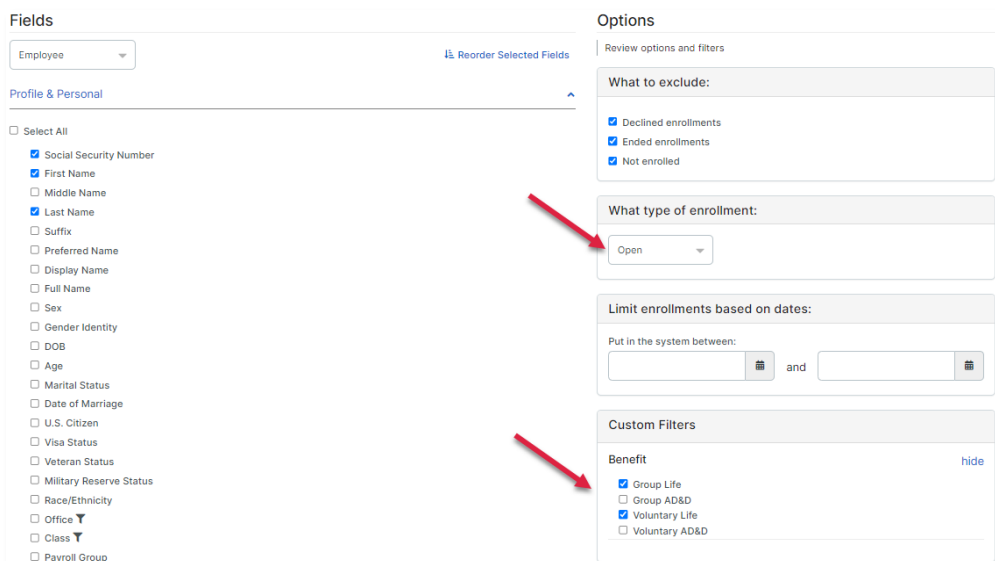 Fields
Employee
Reorder Selected Fields
Profile & Personal
Select All
Social Security Number
First Name
Middle Name
Last Name
Suffix
Preferred Name
Display Name
Full Name
Sex
Gender Identity
DOB
Age
Marital Status
Date of Marriage
U.S. Citizen
Visa Status
Veteran Status
Military Reserve Status
Race/Ethnicity
Office
Class
Payroll Group
Options
Review options and filters
What to exclude:
Declined enrollments
Ended enrollments
Not enrolled
What type of enrollment:
Open
Limit enrollments based on dates:
Put in the system between:
and
Custom Filters
Benefit
hide
Group Life
Group AD&D
Voluntary Life
Voluntary AD&D